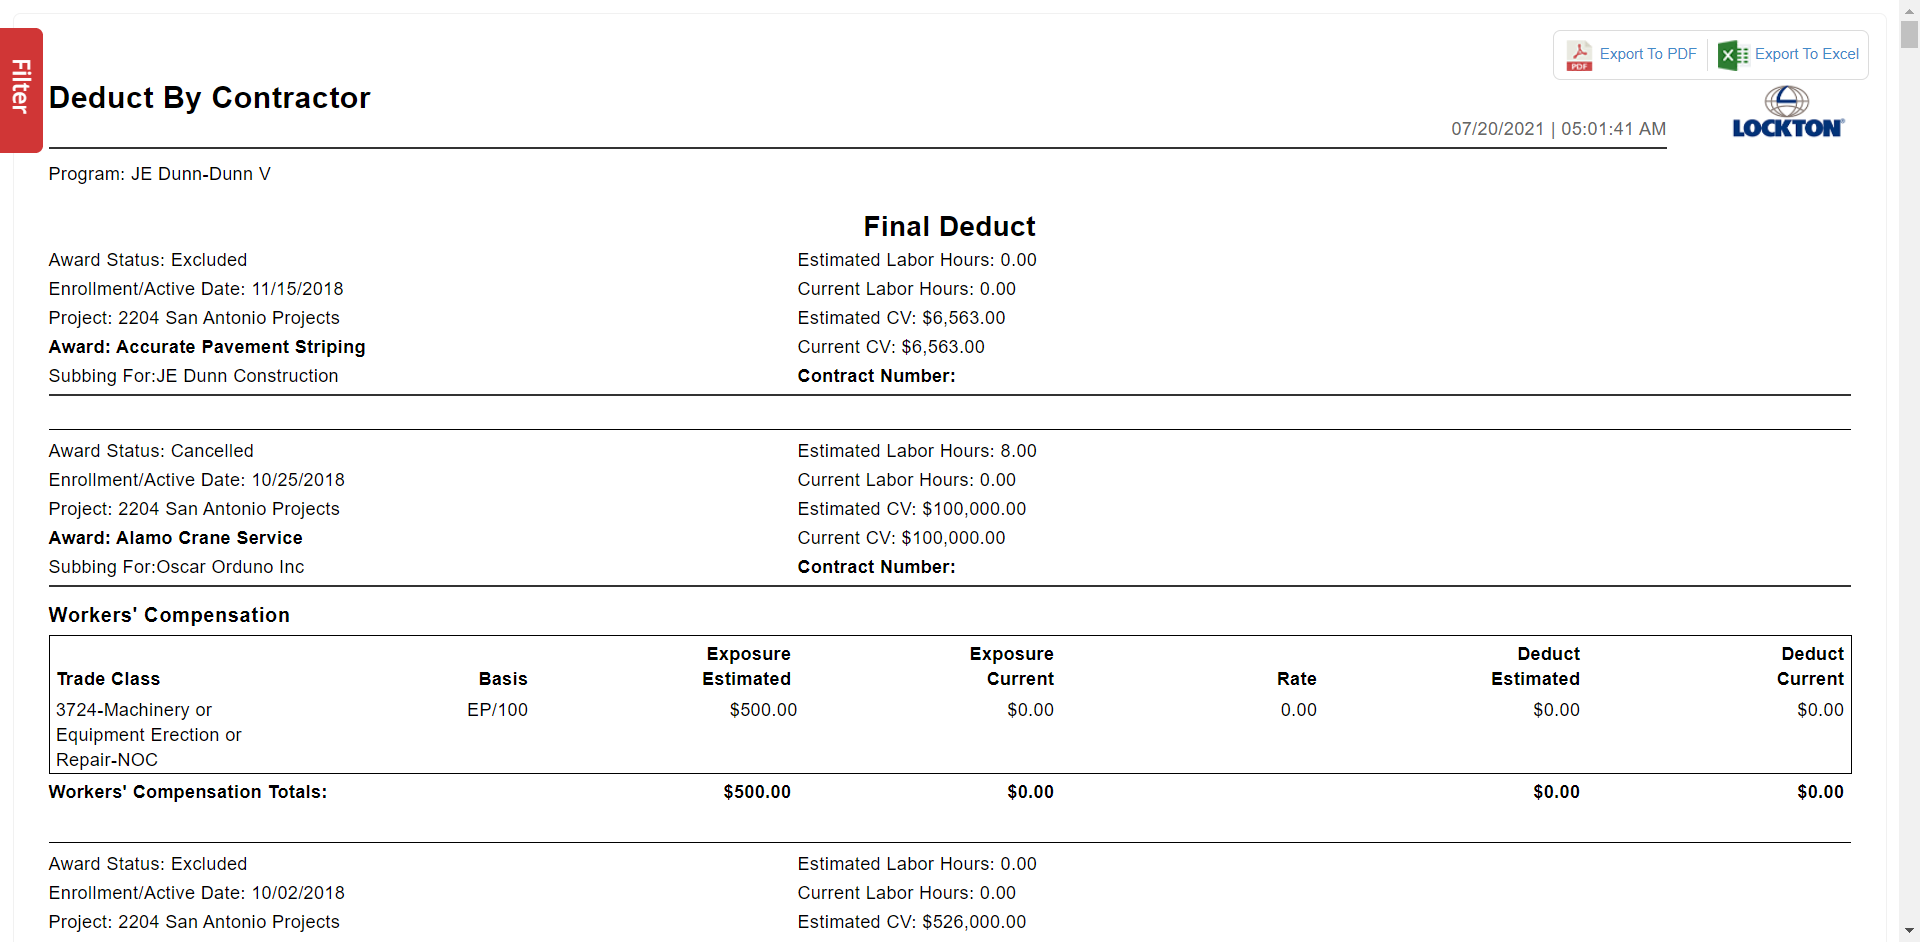 Filter
PDF Export To PDF Export To Excel
Deduct By Contractor
07/20/2021 | 05:01:41 AM
LOCKTON®
Program: JE Dunn-Dunn V
Final Deduct
Award Status: Excluded Estimated Labor Hours: 0.00
Enrollment/Active Date: 11/15/2018 Current Labor Hours: 0.00
Project: 2204 San Antonio Projects Estimated CV: $6,563.00
Award: Accurate Pavement Striping Current CV: $6,563.00
Subbing For:JE Dunn Construction Contract Number:
Award Status: Cancelled Estimated Labor Hours: 8.00
Enrollment/Active Date: 10/25/2018 Current Labor Hours: 0.00
Project: 2204 San Antonio Projects Estimated CV: $100,000.00
Award: Alamo Crane Service Current CV: $100,000.00
Subbing For:Oscar Orduno Inc Contract Number:
Workers' Compensation
Exposure Exposure Deduct Deduct
Trade Class Basis Estimated Current Rate Estimated Current
3724-Machinery or EP/100 $500.00 $0.00 0.00 $0.00 $0.00
Equipment Erection or
Repair-NOC
Workers' Compensation Totals: $500.00 $0.00 $0.00 $0.00
Award Status: Excluded Estimated Labor Hours: 0.00
Enrollment/Active Date: 10/02/2018 Current Labor Hours: 0.00
Project: 2204 San Antonio Projects Estimated CV: $526,000.00